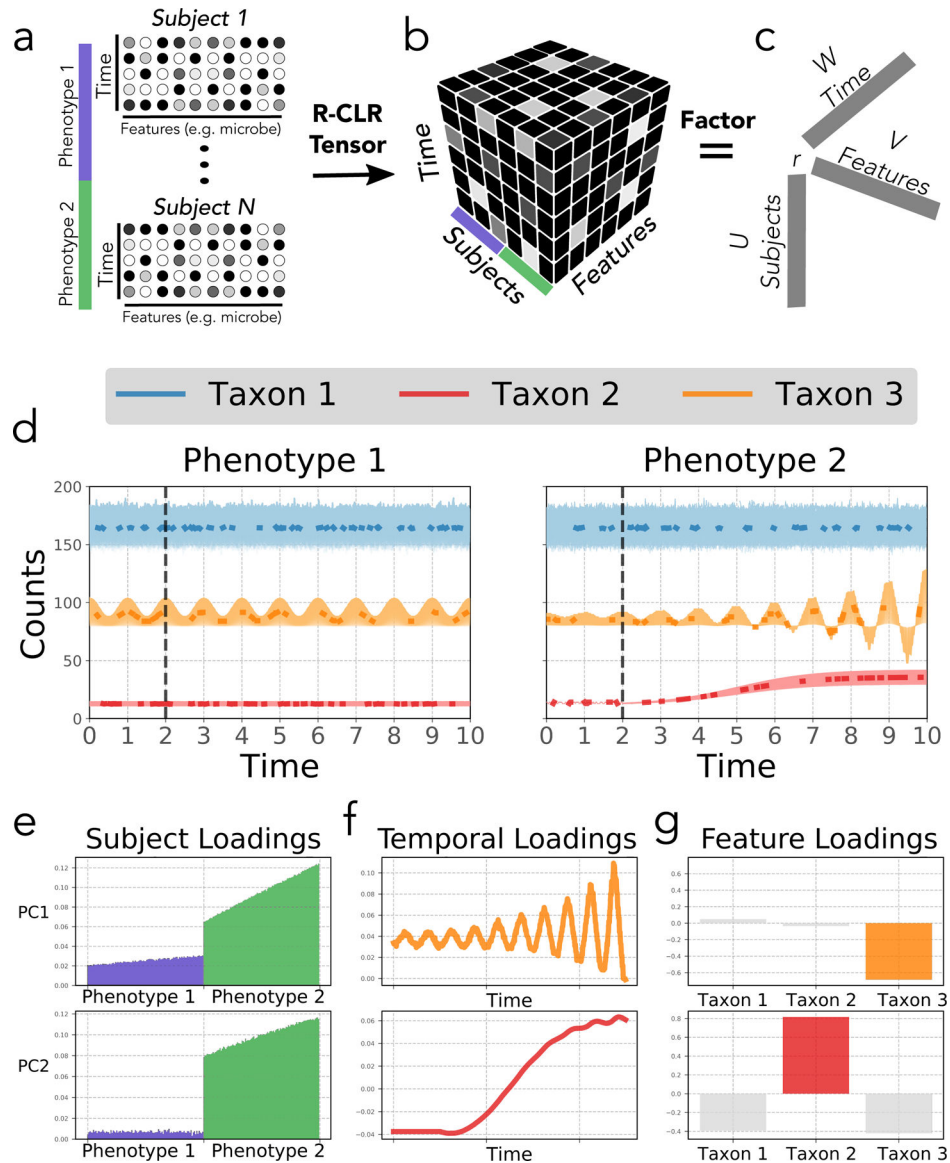 a
Subject 1
Phenotype 1
Time
Features (e.g. microbe)
Phenotype 2
Subject N
Time
Features (e.g. microbe)
R-CLR
Tensor
b
Time
Subjects
Features
Factor
=
c
W
Time
V
Features
r
U
Subjects
Taxon 1 Taxon 2 Taxon 3
d
Phenotype 1
Counts
200
150
100
50
0
0 1 2 3 4 5 6 7 8 9 10
Time
Phenotype 2
0 1 2 3 4 5 6 7 8 9 10
Time
e
Subject Loadings
PC1
0.12
0.10
0.08
0.06
0.04
0.02
0.00
Phenotype 1 Phenotype 2
PC2
0.12
0.10
0.08
0.06
0.04
0.02
0.00
Phenotype 1 Phenotype 2
f
Temporal Loadings
0.10
0.08
0.06
0.04
0.02
0.00
Time
0.06
0.04
0.02
0.00
−0.02
−0.04
Time
g
Feature Loadings
0.6
0.4
0.2
0.0
−0.2
−0.4
−0.6
Taxon 1 Taxon 2 Taxon 3
0.8
0.6
0.4
0.2
0.0
−0.2
−0.4
Taxon 1 Taxon 2 Taxon 3